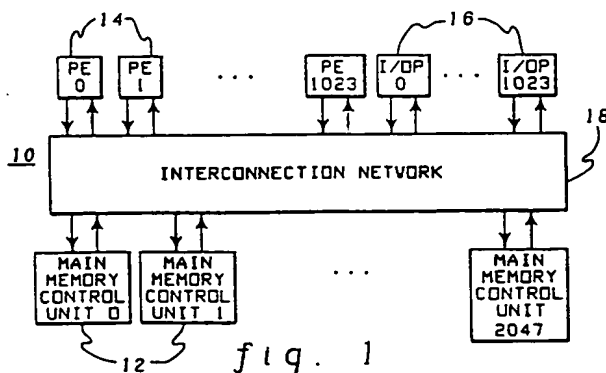 14
16
PE
0
PE
1
...
PE
1023
I/OP
0
...
I/OP
1023
10
INTERCONNECTION NETWORK
18
MAIN
MEMORY
CONTROL
UNIT 0
MAIN
MEMORY
CONTROL
UNIT 1
...
MAIN
MEMORY
CONTROL
UNIT
2047
12
fig. 1